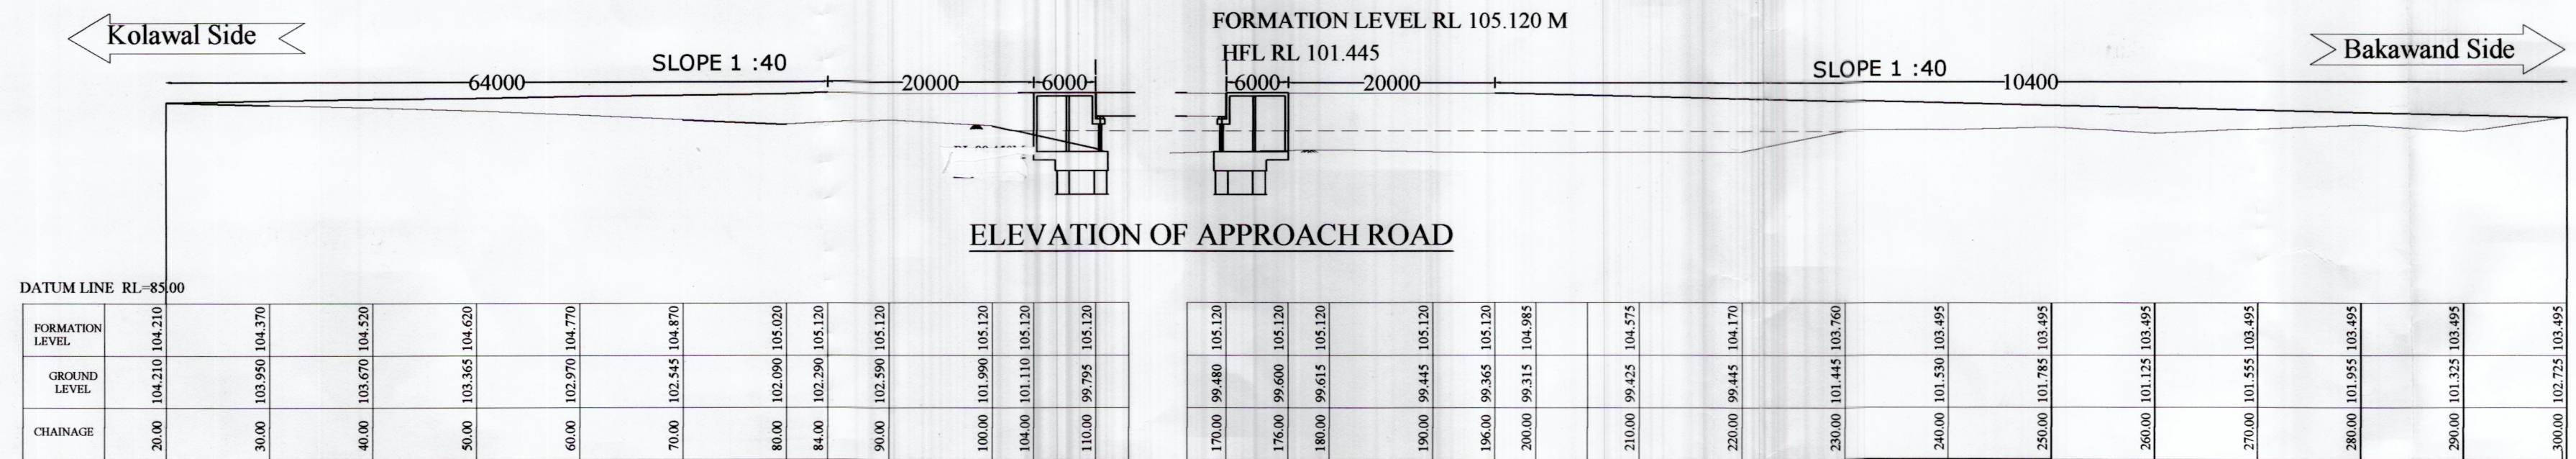 Kolawal Side
FORMATION LEVEL RL 105.120 M
HFL RL 101.445
Bakawand Side
SLOPE 1 :40
SLOPE 1 :40
64000 20000 6000 6000 20000 10400
ELEVATION OF APPROACH ROAD
DATUM LINE RL=85.00
FORMATION LEVEL 104.210 104.370 104.520 104.620 104.770 104.870 105.020 105.120 105.120 105.120 105.120 105.120 105.120 105.120 105.120 105.120 105.120 104.985 104.575 104.170 103.760 103.495 103.495 103.495 103.495 103.495 103.495 103.495
GROUND LEVEL 104.210 103.950 103.670 103.365 102.970 102.545 102.090 102.290 102.590 101.990 101.110 99.795 99.480 99.600 99.615 99.445 99.365 99.315 99.425 99.445 101.445 101.530 101.785 101.125 101.555 101.955 101.325 102.725
CHAINAGE 20.00 30.00 40.00 50.00 60.00 70.00 80.00 84.00 90.00 100.00 104.00 110.00 170.00 176.00 180.00 190.00 196.00 200.00 210.00 220.00 230.00 240.00 250.00 260.00 270.00 280.00 290.00 300.00